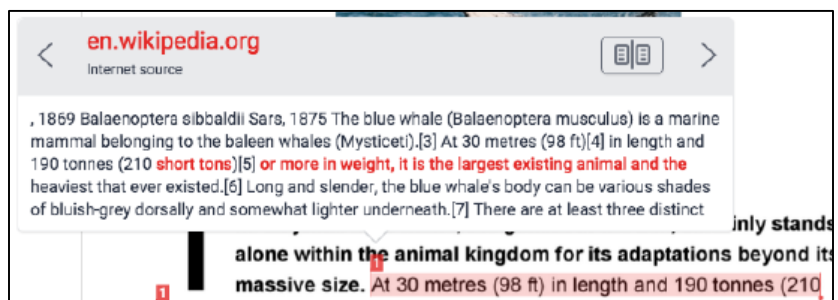 en.wikipedia.org
Internet source
, 1869 Balaenoptera sibbaldii Sars, 1875 The blue whale (Balaenoptera musculus) is a marine
mammal belonging to the baleen whales (Mysticeti).[3] At 30 metres (98 ft)[4] in length and
190 tonnes (210 short tons)[5] or more in weight, it is the largest existing animal and the
heaviest that ever existed.[6] Long and slender, the blue whale's body can be various shades
of bluish-grey dorsally and somewhat lighter underneath.[7] There are at least three distinct
stands
alone within the animal kingdom for its adaptations beyond its
1
1
massive size. At 30 metres (98 ft) in length and 190 tonnes (210